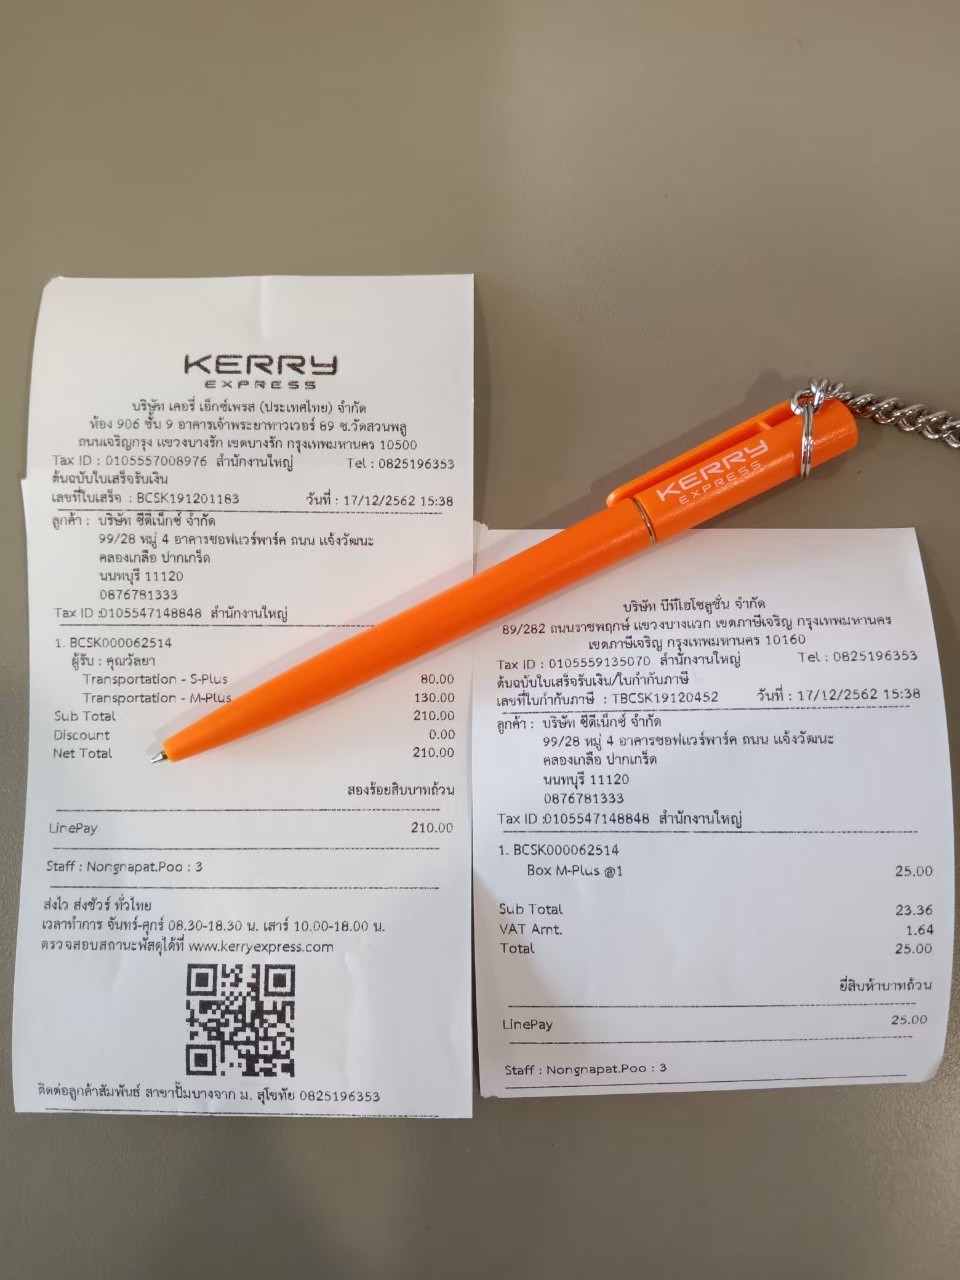 KERRY
EXPRESS
บริษัท เคอรี่ เอ็กซ์เพรส (ประเทศไทย) จำกัด
ห้อง 906 ชั้น 9 อาคารเจ้าพระยาทาวเวอร์ 89 ซ.วัดสวนพลู
ถนนเจริญกรุง แขวงบางรัก เขตบางรัก กรุงเทพมหานคร 10500
Tax ID : 0105557008976 สำนักงานใหญ่ Tel : 0825196353
ต้นฉบับใบเสร็จรับเงิน
เลขที่ใบเสร็จ : BCSK191201183 วันที่ : 17/12/2562 15:38
ลูกค้า : บริษัท ซีดีเน็กซ์ จำกัด
99/28 หมู่ 4 อาคารซอฟแวร์พาร์ค ถนน แจ้งวัฒนะ
คลองเกลือ ปากเกร็ด
นนทบุรี 11120
0876781333
Tax ID :0105547148848 สำนักงานใหญ่
1. BCSK000062514
ผู้รับ : คุณวัลยา
Transportation - S-Plus 80.00
Transportation - M-Plus 130.00
Sub Total 210.00
Discount 0.00
Net Total 210.00
สองร้อยสิบบาทถ้วน
LinePay 210.00
Staff : Nongnapat.Poo : 3
ส่งไว ส่งชัวร์ ทั่วไทย
เวลาทำการ จันทร์-ศุกร์ 08.30-18.30 น. เสาร์ 10.00-18.00 น.
ตรวจสอบสถานะพัสดุได้ที่ www.kerryexpress.com
ติดต่อลูกค้าสัมพันธ์ สาขาปั๊มบางจาก ม. สุโขทัย 0825196353
KERRY
EXPRESS
บริษัท บีทีโฮโซลูชั่น จำกัด
89/282 ถนนราชพฤกษ์ แขวงบางแวก เขตภาษีเจริญ กรุงเทพมหานคร
เขตภาษีเจริญ กรุงเทพมหานคร 10160
Tax ID : 0105559135070 สำนักงานใหญ่ Tel : 0825196353
ต้นฉบับใบเสร็จรับเงิน/ใบกำกับภาษี
เลขที่ใบกำกับภาษี : TBCSK19120452 วันที่ : 17/12/2562 15:38
ลูกค้า : บริษัท ซีดีเน็กซ์ จำกัด
99/28 หมู่ 4 อาคารซอฟแวร์พาร์ค ถนน แจ้งวัฒนะ
คลองเกลือ ปากเกร็ด
นนทบุรี 11120
0876781333
Tax ID :0105547148848 สำนักงานใหญ่
1. BCSK000062514
Box M-Plus @1 25.00
Sub Total 23.36
VAT Amt. 1.64
Total 25.00
ยี่สิบห้าบาทถ้วน
LinePay 25.00
Staff : Nongnapat.Poo : 3